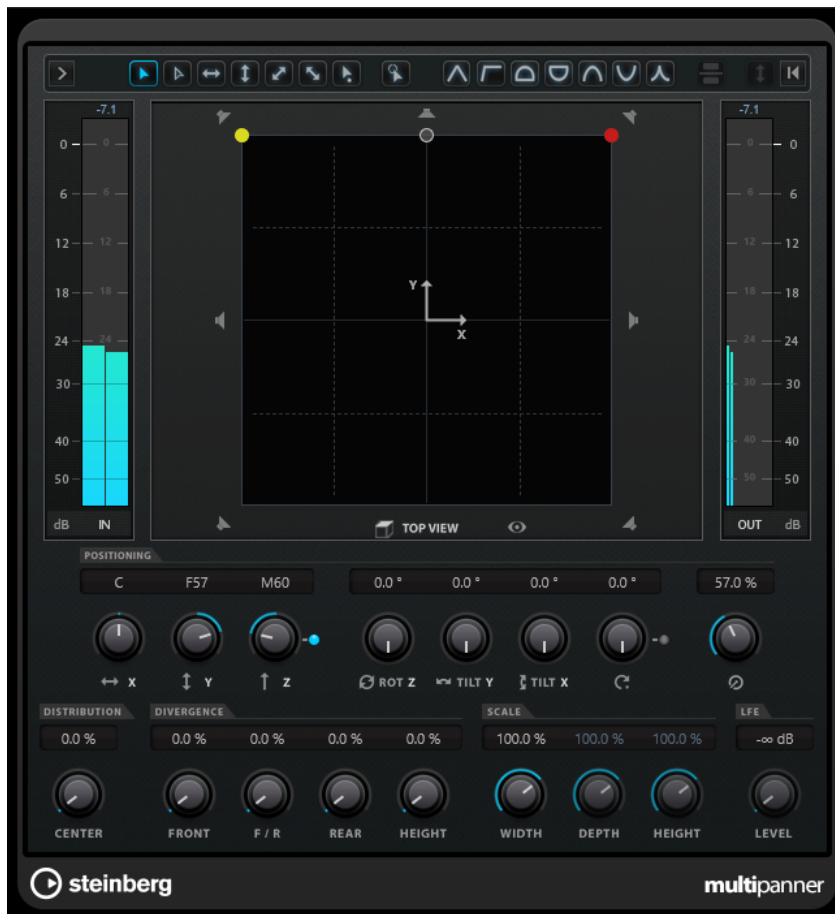 -7.1 -7.1
0 0 0 0
6 6 6 6
12 12 12 12
18 18 18 18
Y
X
24 24 24 24
30 30 30
40 40 40
50 50 50
dB IN TOP VIEW OUT dB
POSITIONING
C F57 M60 0.0 ° 0.0 ° 0.0 ° 0.0 ° 57.0 %
X Y Z ROT Z TILT Y TILT X
DISTRIBUTION DIVERGENCE SCALE LFE
0.0 % 0.0 % 0.0 % 0.0 % 0.0 % 100.0 % 100.0 % 100.0 % -∞ dB
CENTER FRONT F / R REAR HEIGHT WIDTH DEPTH HEIGHT LEVEL
steinberg multipanner